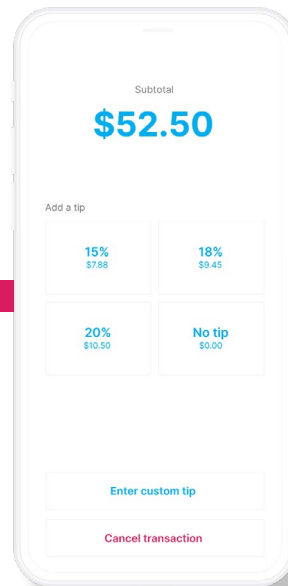 Subtotal
$52.50
Add a tip
15%
$7.88
18%
$9.45
20%
$10.50
No tip
$0.00
Enter custom tip
Cancel transaction